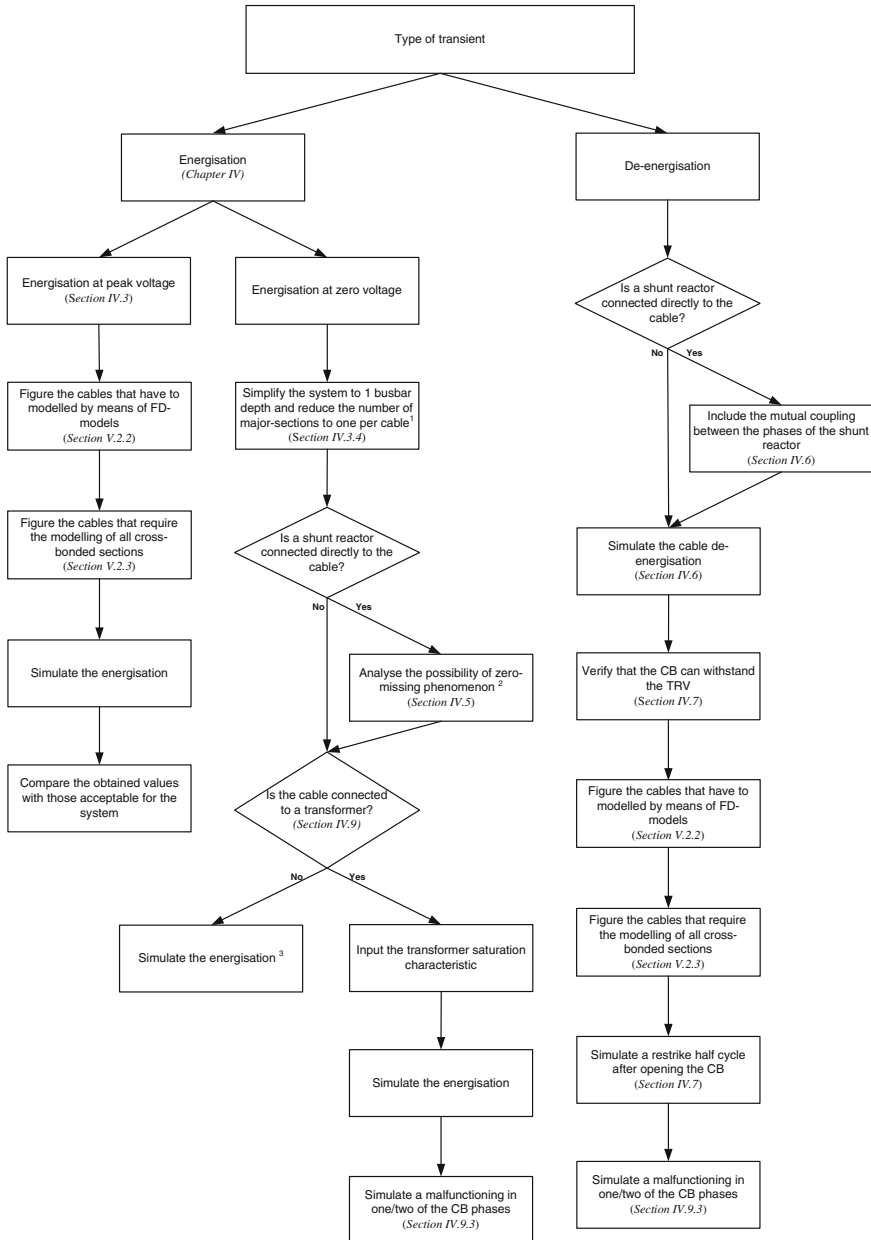 Type of transient
Energisation
(Chapter IV)
De-energisation
Energisation at peak voltage
(Section IV.3)
Energisation at zero voltage
Is a shunt reactor
connected directly to the
cable?
No
Yes
Figure the cables that have to
modelled by means of FD-
models
(Section V.2.2)
Simplify the system to 1 busbar
depth and reduce the number of
major-sections to one per cable¹
(Section IV.3.4)
Include the mutual coupling
between the phases of the shunt
reactor
(Section IV.6)
Figure the cables that require
the modelling of all cross-
bonded sections
(Section V.2.3)
Is a shunt reactor
connected directly to the
cable?
No
Yes
Simulate the cable de-
energisation
(Section IV.6)
Simulate the energisation
Analyse the possibility of zero-
missing phenomenon ²
(Section IV.5)
Verify that the CB can withstand
the TRV
(Section IV.7)
Compare the obtained values
with those acceptable for the
system
Is the cable connected
to a transformer?
(Section IV.9)
No
Yes
Figure the cables that have to
modelled by means of FD-
models
(Section V.2.2)
Simulate the energisation ³
Input the transformer saturation
characteristic
Figure the cables that require
the modelling of all cross-
bonded sections
(Section V.2.3)
Simulate the energisation
Simulate a restrike half cycle
after opening the CB
(Section IV.7)
Simulate a malfunctioning in
one/two of the CB phases
(Section IV.9.3)
Simulate a malfunctioning in
one/two of the CB phases
(Section IV.9.3)